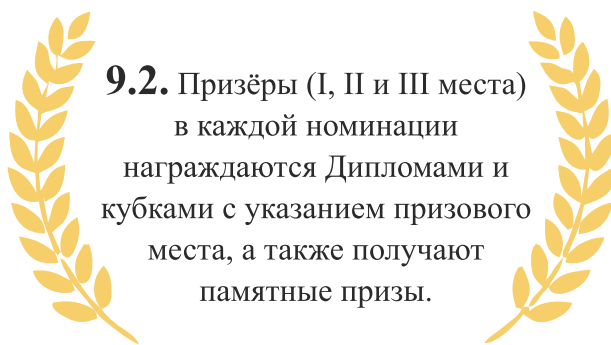 9.2. Призёры (I, II и III места)
в каждой номинации
награждаются Дипломами и
кубками с указанием призового
места, а также получают
памятные призы.